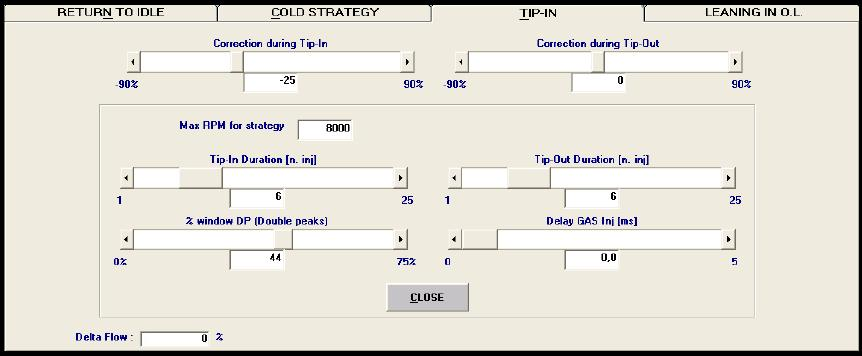 RETURN TO IDLE COLD STRATEGY TIP-IN LEANING IN O.L.
Correction during Tip-In Correction during Tip-Out
-90% -25 90% -90% 0 90%
Max RPM for strategy 8000
Tip-In Duration [n. inj] Tip-Out Duration [n. inj]
1 6 25 1 6 25
% window DP (Double peaks) Delay GAS Inj [ms]
0% 44 75% 0 0,0 5
CLOSE
Delta Flow : 0 %